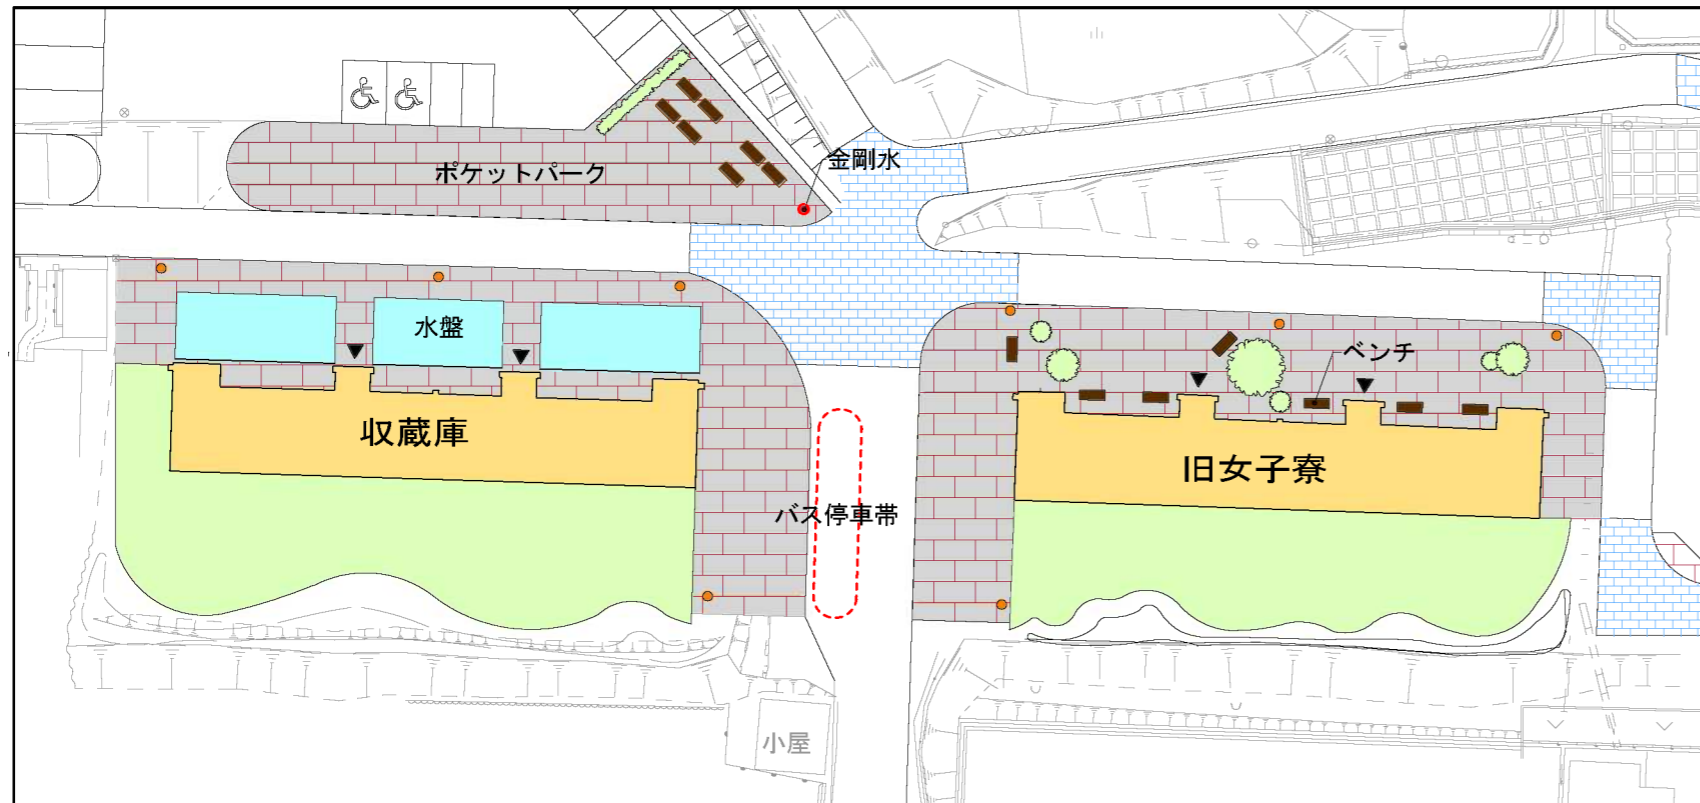 金剛水
ポケットパーク
水盤
ベンチ
収蔵庫
旧女子寮
バス停車帯
小屋